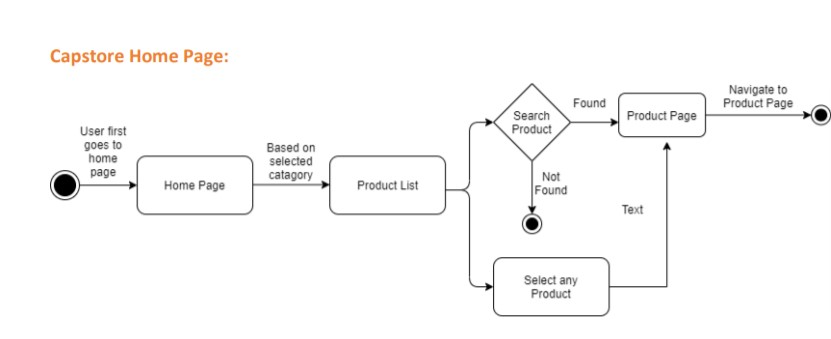 Capstore Home Page:
User first
goes to
home
page
Home Page
Based on
selected
catagory
Product List
Search
Product
Found
Not
Found
Product Page
Navigate to
Product Page
Text
Select any
Product